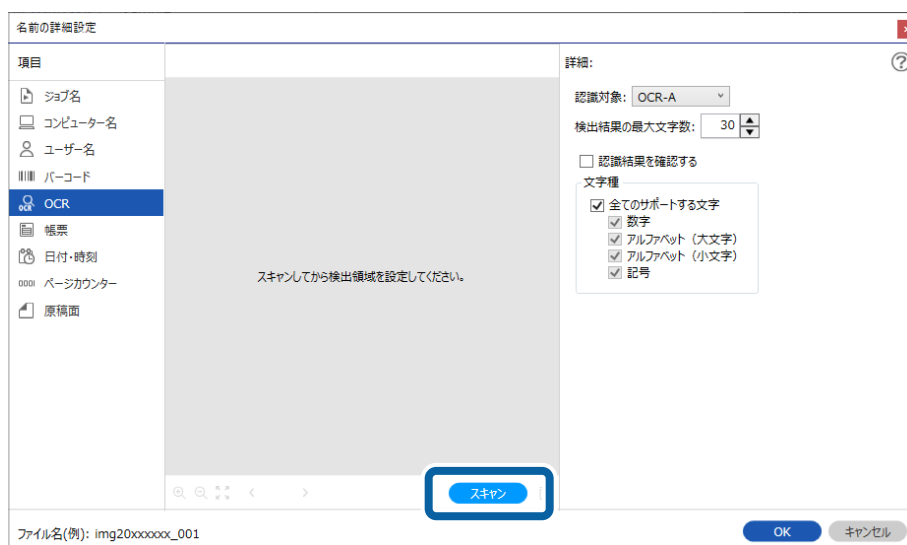 名前の詳細設定
項目
ジョブ名
コンピューター名
ユーザー名
バーコード
OCR
帳票
日付・時刻
ページカウンター
原稿面
スキャンしてから検出領域を設定してください。
スキャン
詳細:
認識対象: OCR-A
検出結果の最大文字数: 30
認識結果を確認する
文字種
全てのサポートする文字
数字
アルファベット（大文字）
アルファベット（小文字）
記号
ファイル名(例): img20xxxxxx_001
OK
キャンセル